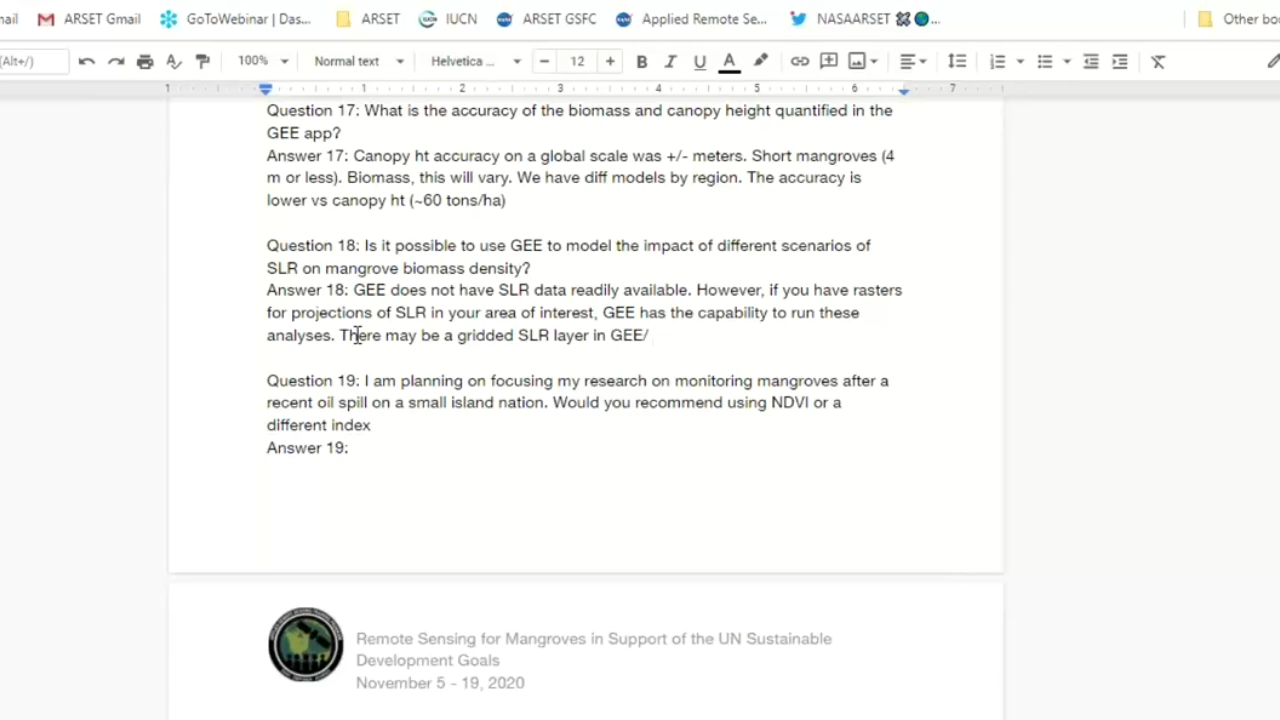 ail ARSET Gmail GoToWebinar | Das... ARSET IUCN ARSET GSFC Applied Remote Se... NASAARSET Other boo
(Alt+/) 100% Normal text Helvetica ... 12 B I U A
1 1 2 3 4 5 6 7
Question 17: What is the accuracy of the biomass and canopy height quantified in the
GEE app?
Answer 17: Canopy ht accuracy on a global scale was +/- meters. Short mangroves (4
m or less). Biomass, this will vary. We have diff models by region. The accuracy is
lower vs canopy ht (~60 tons/ha)
Question 18: Is it possible to use GEE to model the impact of different scenarios of
SLR on mangrove biomass density?
Answer 18: GEE does not have SLR data readily available. However, if you have rasters
for projections of SLR in your area of interest, GEE has the capability to run these
analyses. There may be a gridded SLR layer in GEE/
Question 19: I am planning on focusing my research on monitoring mangroves after a
recent oil spill on a small island nation. Would you recommend using NDVI or a
different index
Answer 19:
Remote Sensing for Mangroves in Support of the UN Sustainable
Development Goals
November 5 - 19, 2020